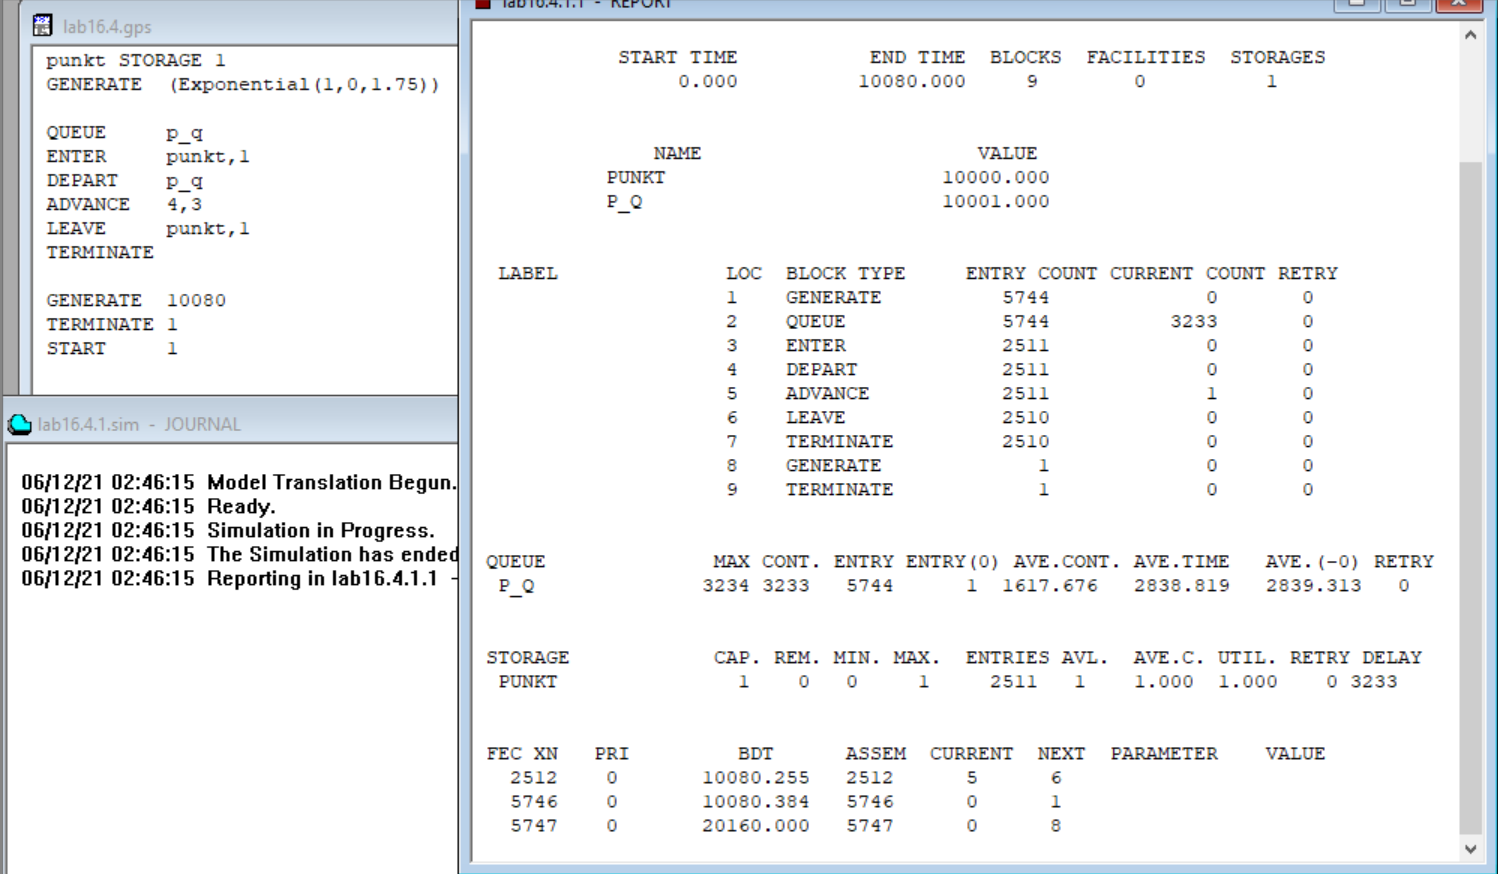 lab16.4.gps
punkt STORAGE 1
GENERATE (Exponential(1,0,1.75))
QUEUE p_q
ENTER punkt,1
DEPART p_q
ADVANCE 4,3
LEAVE punkt,1
TERMINATE
GENERATE 10080
TERMINATE 1
START 1
lab16.4.1.sim - JOURNAL
06/12/21 02:46:15 Model Translation Begun.
06/12/21 02:46:15 Ready.
06/12/21 02:46:15 Simulation in Progress.
06/12/21 02:46:15 The Simulation has ended
06/12/21 02:46:15 Reporting in lab16.4.1.1 -
lab16.4.1.1 - REPORT
START TIME END TIME BLOCKS FACILITIES STORAGES
0.000 10080.000 9 0 1
NAME VALUE
PUNKT 10000.000
P_Q 10001.000
LABEL LOC BLOCK TYPE ENTRY COUNT CURRENT COUNT RETRY
1 GENERATE 5744 0 0
2 QUEUE 5744 3233 0
3 ENTER 2511 0 0
4 DEPART 2511 0 0
5 ADVANCE 2511 1 0
6 LEAVE 2510 0 0
7 TERMINATE 2510 0 0
8 GENERATE 1 0 0
9 TERMINATE 1 0 0
QUEUE MAX CONT. ENTRY ENTRY(0) AVE.CONT. AVE.TIME AVE.(-0) RETRY
P_Q 3234 3233 5744 1 1617.676 2838.819 2839.313 0
STORAGE CAP. REM. MIN. MAX. ENTRIES AVL. AVE.C. UTIL. RETRY DELAY
PUNKT 1 0 0 1 2511 1 1.000 1.000 0 3233
FEC XN PRI BDT ASSEM CURRENT NEXT PARAMETER VALUE
2512 0 10080.255 2512 5 6
5746 0 10080.384 5746 0 1
5747 0 20160.000 5747 0 8